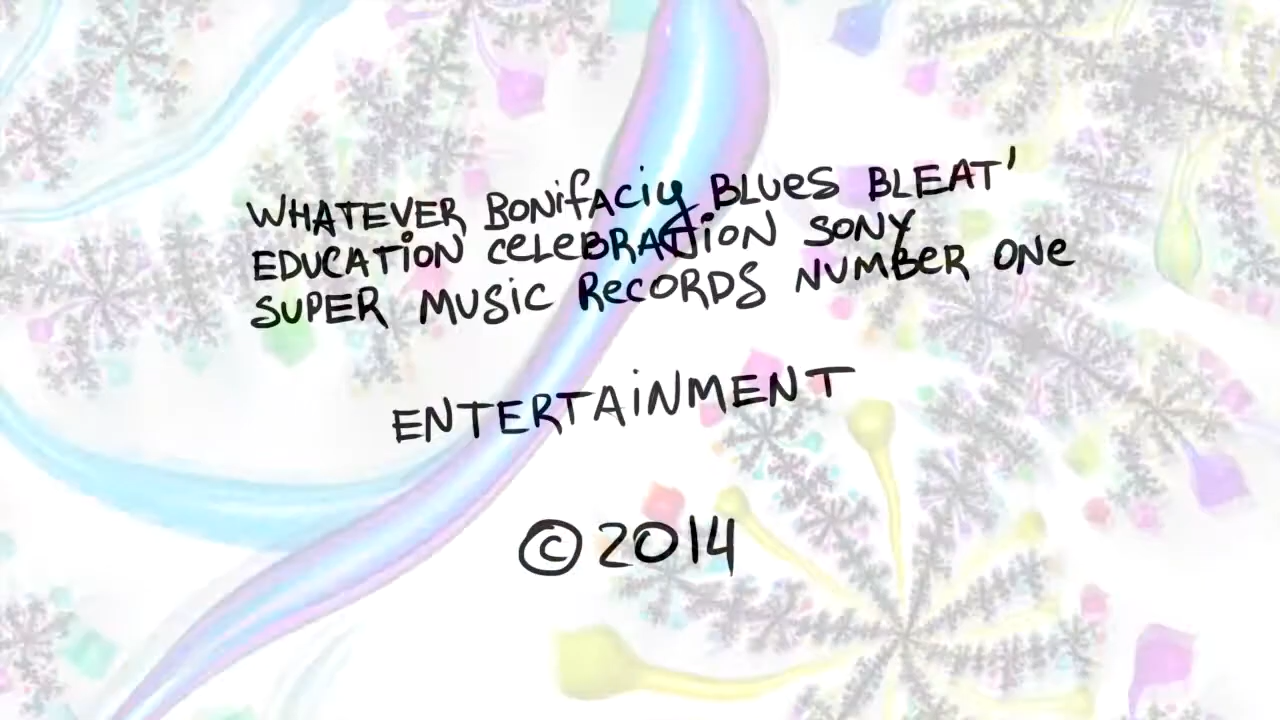 WHATEVER BONifACiy BLUeS BLEAT'
EDUCATiON CeLeBRATiON SONY
SUPER MUSiC ReCORDS NUMBeR ONe
ENTERTAiNMENT
© 2014